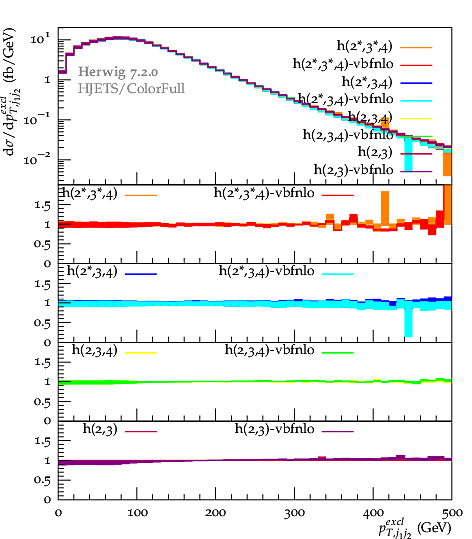 dσ/dp^{excl}_{T,j1j2} (fb/GeV)
10^1
1
10^{-1}
10^{-2}
Herwig 7.2.0
HJETS/ColorFull
h(2*,3*,4)
h(2*,3*,4)-vbfnlo
h(2*,3,4)
h(2*,3,4)-vbfnlo
h(2,3,4)
h(2,3,4)-vbfnlo
h(2,3)
h(2,3)-vbfnlo
h(2*,3*,4) h(2*,3*,4)-vbfnlo
1.5
1
0.5
0
h(2*,3,4) h(2*,3,4)-vbfnlo
1.5
1
0.5
0
h(2,3,4) h(2,3,4)-vbfnlo
1.5
1
0.5
0
h(2,3) h(2,3)-vbfnlo
1.5
1
0.5
0
0 100 200 300 400 500
p^{excl}_{T,j1j2} (GeV)